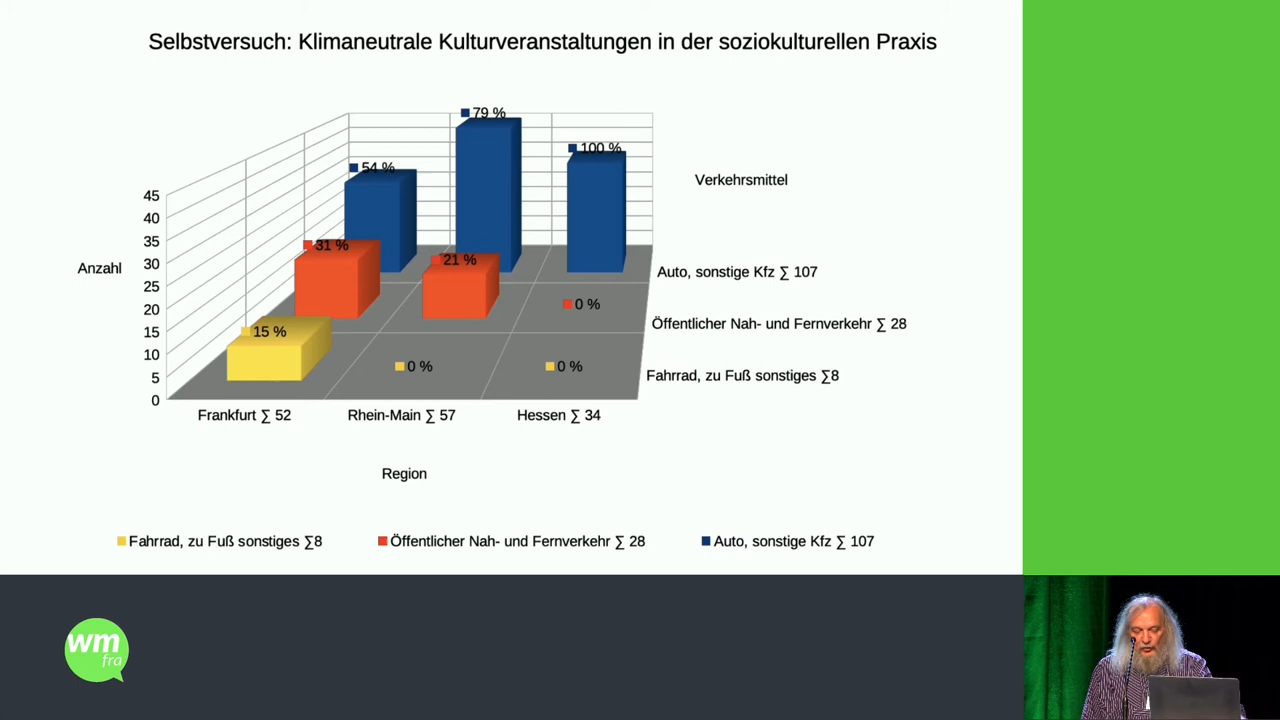 Selbstversuch: Klimaneutrale Kulturveranstaltungen in der soziokulturellen Praxis
79 %
100 %
54 %
Verkehrsmittel
45
40
35
30
25
20
15
10
5
0
Anzahl
31 %
21 %
0 %
15 %
0 %
0 %
Auto, sonstige Kfz ∑ 107
Öffentlicher Nah- und Fernverkehr ∑ 28
Fahrrad, zu Fuß sonstiges ∑8
Frankfurt ∑ 52
Rhein-Main ∑ 57
Hessen ∑ 34
Region
Fahrrad, zu Fuß sonstiges ∑8
Öffentlicher Nah- und Fernverkehr ∑ 28
Auto, sonstige Kfz ∑ 107
wm
fra